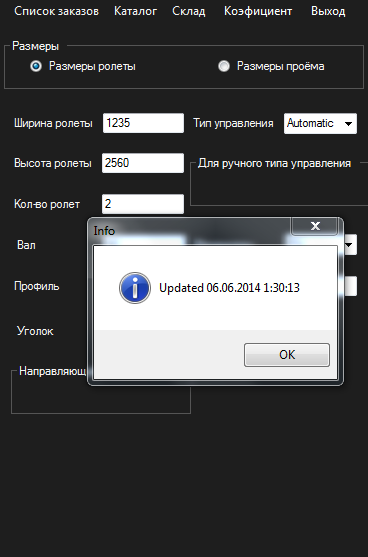 Список заказов Каталог Склад Коэфициент Выход
Размеры
Размеры ролеты Размеры проёма
Ширина ролеты 1235 Тип управления Automatic
Высота ролеты 2560 Для ручного типа управления
Кол-во ролет 2
Info
Вал
Updated 06.06.2014 1:30:13
Профиль
Уголок
OK
Направляющ